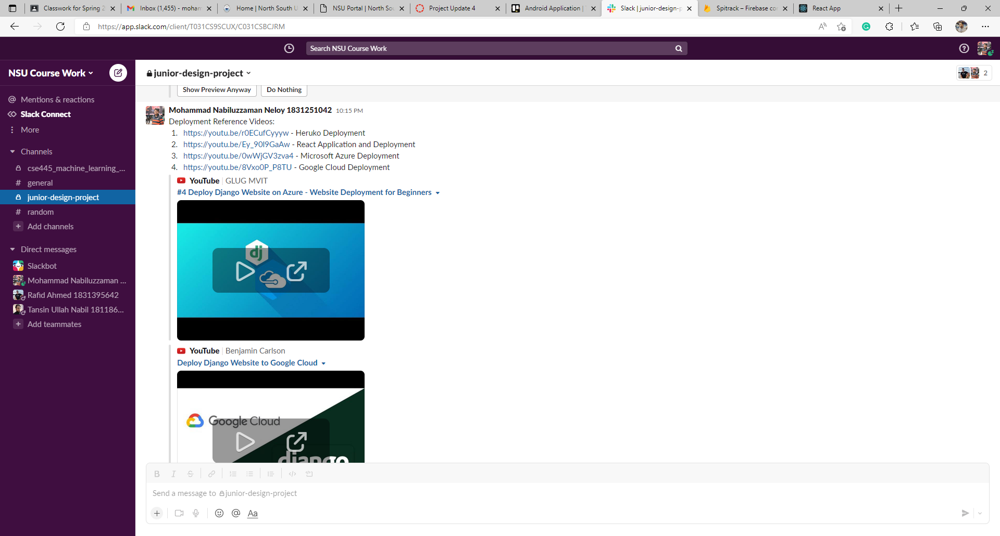 Classwork for Spring 2
Inbox (1,455) - moham
Home | North South U
NSU Portal | North Sou
Project Update 4
Android Application | T
Slack | junior-design-p
Spitrack – Firebase con
React App
https://app.slack.com/client/T031CS9SCUX/C031CSBCJRM
Search NSU Course Work
NSU Course Work
junior-design-project
2
Mentions & reactions
Slack Connect
More
Channels
cse445_machine_learning_...
# general
junior-design-project
# random
+ Add channels
Direct messages
Slackbot
Mohammad Nabiluzzaman ...
Rafid Ahmed 1831395642
Tansin Ullah Nabil 181186...
+ Add teammates
Show Preview Anyway
Do Nothing
Mohammad Nabiluzzaman Neloy 1831251042 10:15 PM
Deployment Reference Videos:
1. https://youtu.be/r0ECufCyyyw - Heruko Deployment
2. https://youtu.be/Ey_90l9GaAw - React Application and Deployment
3. https://youtu.be/0wWjGV3zva4 - Microsoft Azure Deployment
4. https://youtu.be/8Vxo0P_P8TU - Google Cloud Deployment
YouTube | GLUG MVIT
#4 Deploy Django Website on Azure - Website Deployment for Beginners
dj
YouTube | Benjamin Carlson
Deploy Django Website to Google Cloud
Google Cloud
django
B I S
Send a message to junior-design-project
+ @ Aa